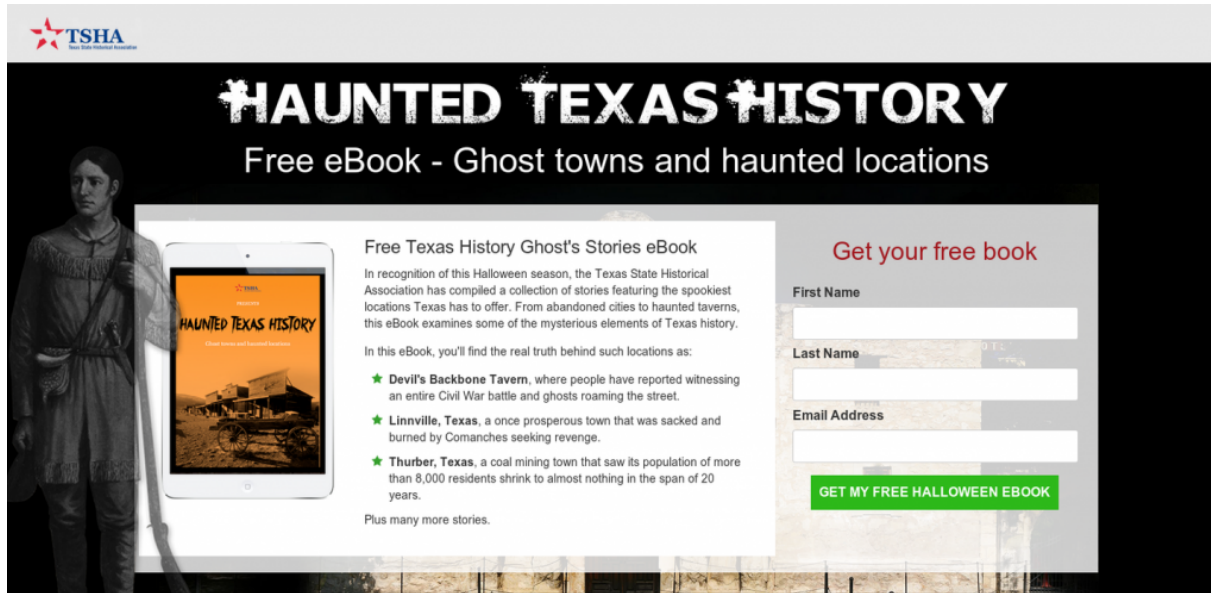 TSHA
Texas State Historical Association
HAUNTED TEXAS HISTORY
Free eBook - Ghost towns and haunted locations
TSHA
PRESENTS
HAUNTED TEXAS HISTORY
Ghost towns and haunted locations
Free Texas History Ghost's Stories eBook
In recognition of this Halloween season, the Texas State Historical
Association has compiled a collection of stories featuring the spookiest
locations Texas has to offer. From abandoned cities to haunted taverns,
this eBook examines some of the mysterious elements of Texas history.
In this eBook, you'll find the real truth behind such locations as:
Devil's Backbone Tavern, where people have reported witnessing
an entire Civil War battle and ghosts roaming the street.
Linnville, Texas, a once prosperous town that was sacked and
burned by Comanches seeking revenge.
Thurber, Texas, a coal mining town that saw its population of more
than 8,000 residents shrink to almost nothing in the span of 20
years.
Plus many more stories.
Get your free book
First Name
Last Name
Email Address
GET MY FREE HALLOWEEN EBOOK